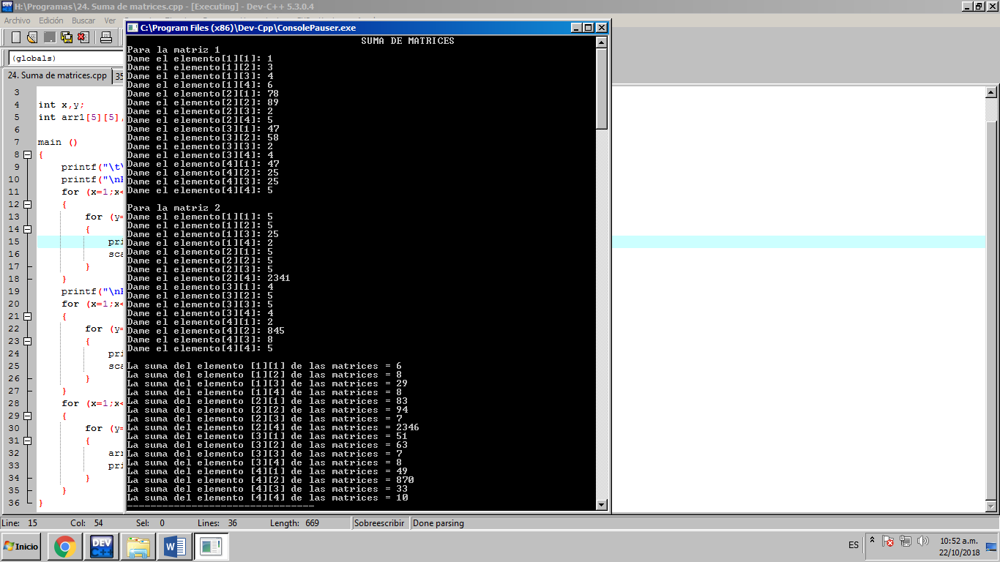 H:\Programas\24. Suma de matrices.cpp - [Executing] - Dev-C++ 5.3.0.4
Archivo Edición Buscar Ver
(globals)
24. Suma de matrices.cpp 35
3
4 int x,y;
5 int arr1[5][5],
6
7 main ()
8 {
9 printf("\t\
10 printf("\nP
11 for (x=1;x<
12 {
13 for (y=
14 {
15 pri
16 sca
17 }
18 }
19 printf("\nP
20 for (x=1;x<
21 {
22 for (y=
23 {
24 pri
25 sca
26 }
27 }
28 for (x=1;x<
29 {
30 for (y=
31 {
32 arr
33 pri
34 }
35 }
36 }
C:\Program Files (x86)\Dev-Cpp\ConsolePauser.exe
SUMA DE MATRICES
Para la matriz 1
Dame el elemento[1][1]: 1
Dame el elemento[1][2]: 3
Dame el elemento[1][3]: 4
Dame el elemento[1][4]: 6
Dame el elemento[2][1]: 78
Dame el elemento[2][2]: 89
Dame el elemento[2][3]: 2
Dame el elemento[2][4]: 5
Dame el elemento[3][1]: 47
Dame el elemento[3][2]: 58
Dame el elemento[3][3]: 2
Dame el elemento[3][4]: 4
Dame el elemento[4][1]: 47
Dame el elemento[4][2]: 25
Dame el elemento[4][3]: 25
Dame el elemento[4][4]: 5
Para la matriz 2
Dame el elemento[1][1]: 5
Dame el elemento[1][2]: 5
Dame el elemento[1][3]: 25
Dame el elemento[1][4]: 2
Dame el elemento[2][1]: 5
Dame el elemento[2][2]: 5
Dame el elemento[2][3]: 5
Dame el elemento[2][4]: 2341
Dame el elemento[3][1]: 4
Dame el elemento[3][2]: 5
Dame el elemento[3][3]: 5
Dame el elemento[3][4]: 4
Dame el elemento[4][1]: 2
Dame el elemento[4][2]: 845
Dame el elemento[4][3]: 8
Dame el elemento[4][4]: 5
La suma del elemento [1][1] de las matrices = 6
La suma del elemento [1][2] de las matrices = 8
La suma del elemento [1][3] de las matrices = 29
La suma del elemento [1][4] de las matrices = 8
La suma del elemento [2][1] de las matrices = 83
La suma del elemento [2][2] de las matrices = 94
La suma del elemento [2][3] de las matrices = 7
La suma del elemento [2][4] de las matrices = 2346
La suma del elemento [3][1] de las matrices = 51
La suma del elemento [3][2] de las matrices = 63
La suma del elemento [3][3] de las matrices = 7
La suma del elemento [3][4] de las matrices = 8
La suma del elemento [4][1] de las matrices = 49
La suma del elemento [4][2] de las matrices = 870
La suma del elemento [4][3] de las matrices = 33
La suma del elemento [4][4] de las matrices = 10
--------------------------------
Line: 15 Col: 54 Sel: 0 Lines: 36 Length: 669 Sobreescribir Done parsing
Inicio DEV C++ W ES 10:52 a.m.
22/10/2018